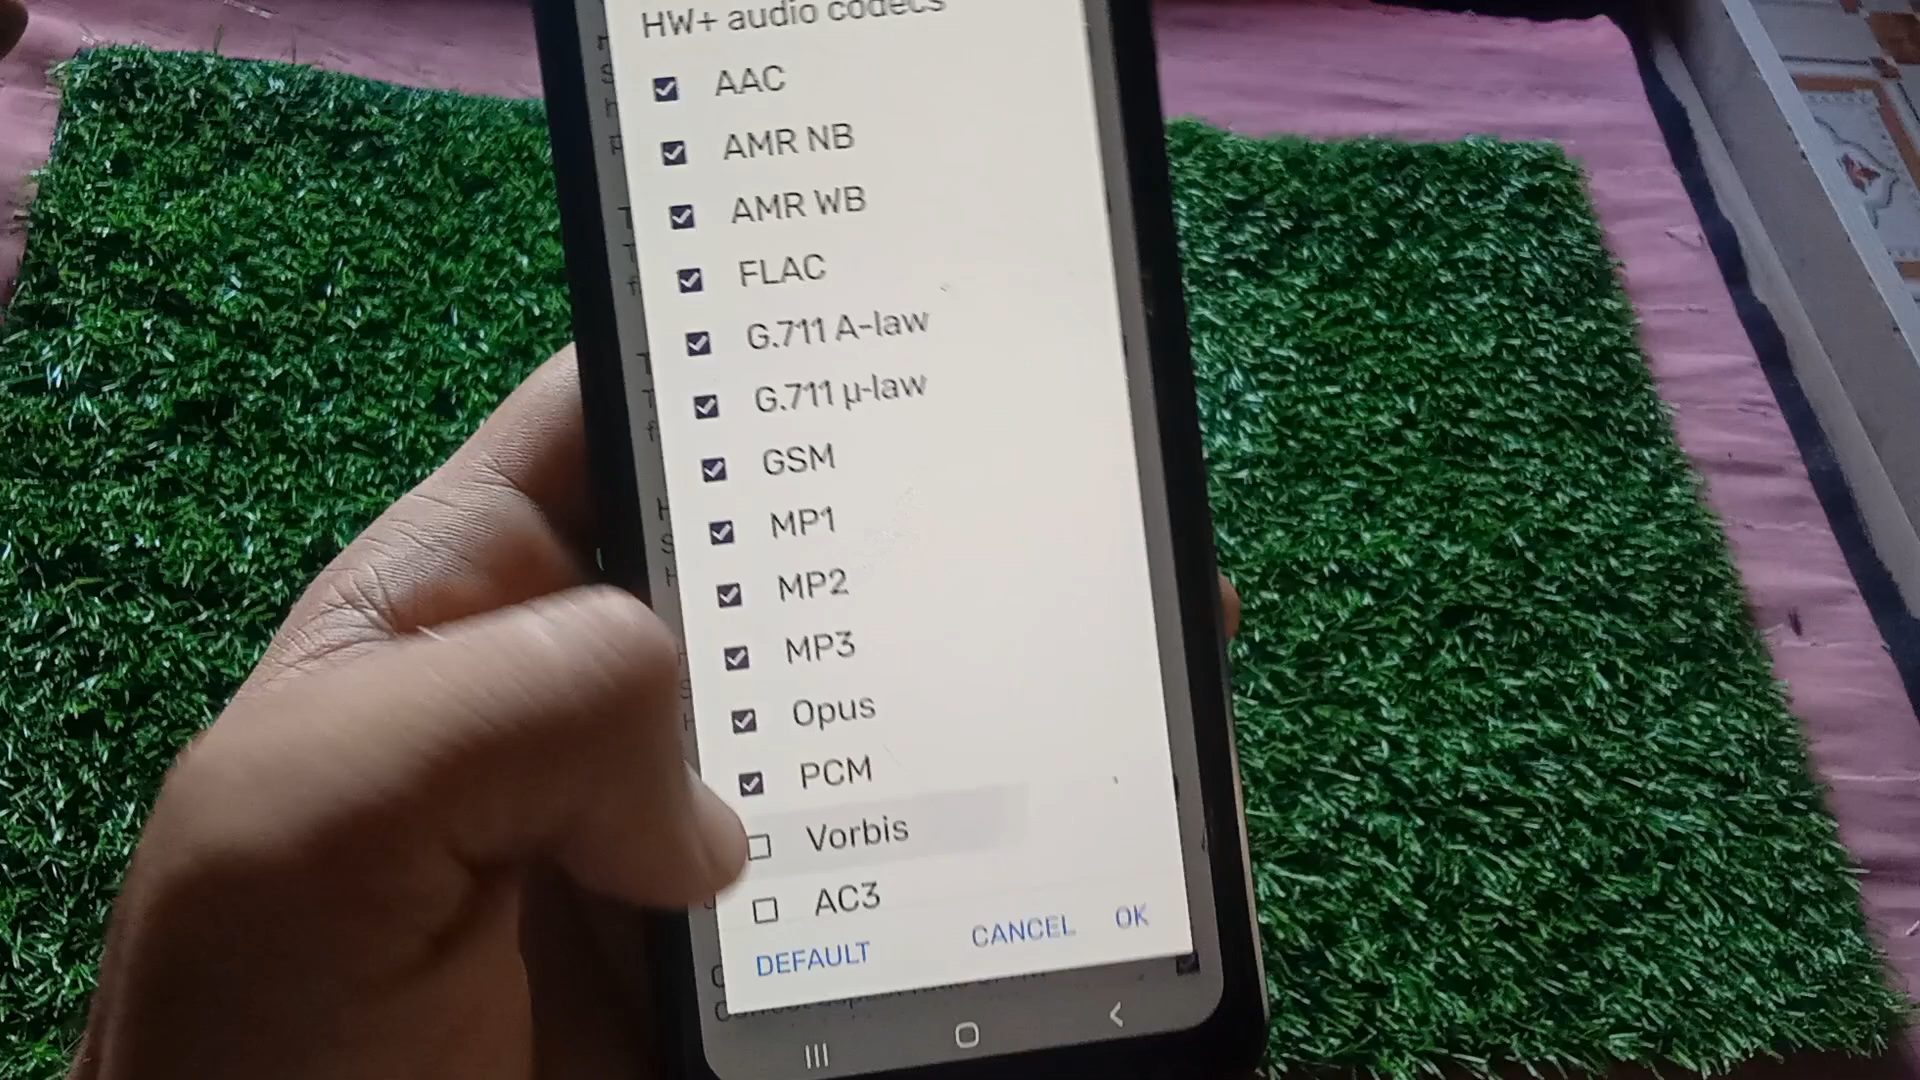 HW+ audio codecs
AAC
AMR NB
AMR WB
FLAC
G.711 A-law
G.711 μ-law
GSM
MP1
MP2
MP3
Opus
PCM
Vorbis
AC3
DEFAULT CANCEL OK